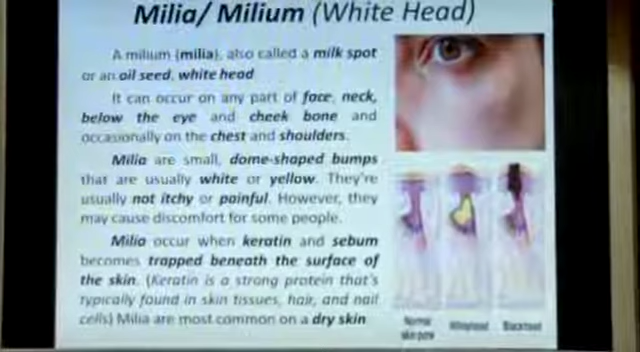 Milia/ Milium (White Head)
A milium (milia), also called a milk spot
or an oil seed, white head
It can occur on any part of face, neck,
below the eye and cheek bone and
occasionally on the chest and shoulders.
Milia are small, dome-shaped bumps
that are usually white or yellow. They're
usually not itchy or painful. However, they
may cause discomfort for some people.
Milia occur when keratin and sebum
becomes trapped beneath the surface of
the skin. (Keratin is a strong protein that's
typically found in skin tissues, hair, and nail
cells) Milia are most common on a dry skin
Normal
skin pore
Whitehead
Blackhead